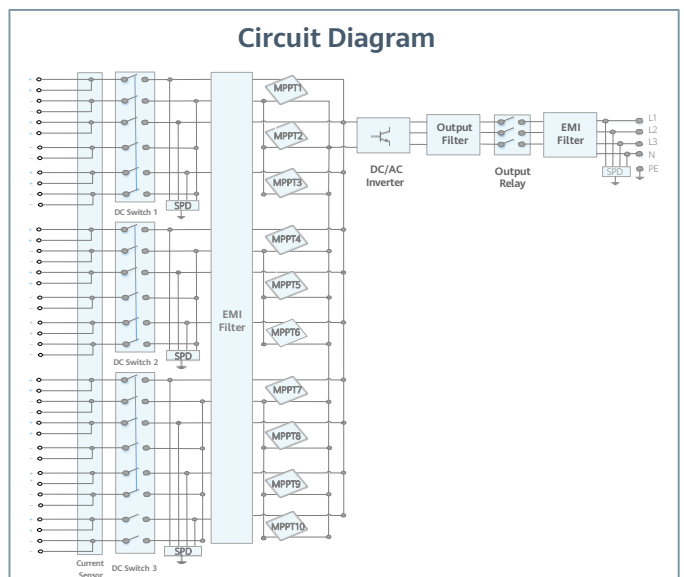 Circuit Diagram
MPPT1
MPPT2
MPPT3
SPD
DC Switch 1
MPPT4
MPPT5
MPPT6
EMI
Filter
SPD
DC Switch 2
MPPT7
MPPT8
MPPT9
MPPT10
SPD
Current
Sensor
DC Switch 3
DC/AC
Inverter
Output
Filter
Output
Relay
EMI
Filter
SPD
L1
L2
L3
N
PE